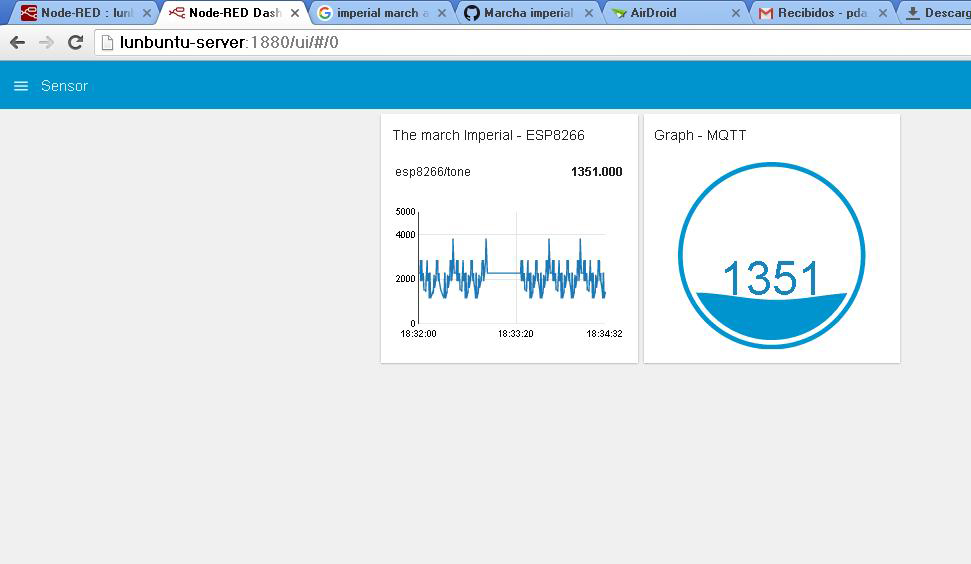 Node-RED : lun
Node-RED Dash
imperial march a
Marcha imperial
AirDroid
Recibidos - pda
Descarg
lunbuntu-server:1880/ui/#/0
Sensor
The march Imperial - ESP8266
esp8266/tone 1351.000
5000
4000
2000
0
18:32:00 18:33:20 18:34:32
Graph - MQTT
1351